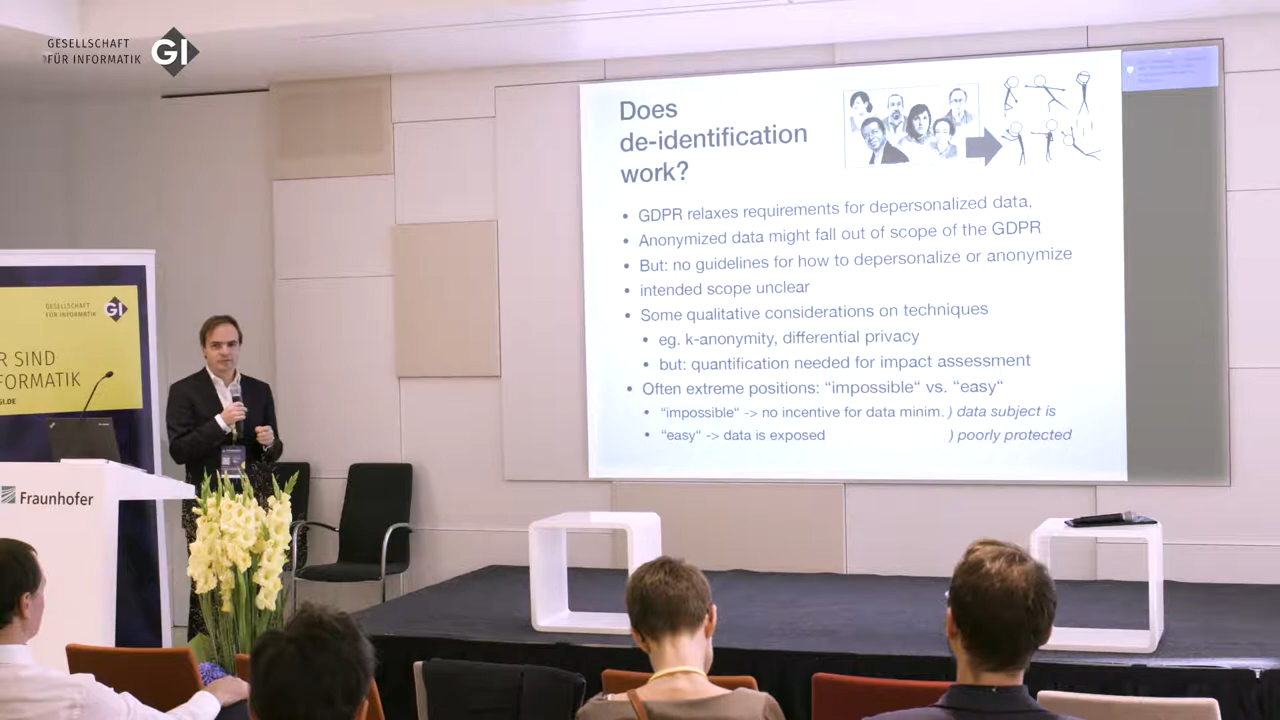 GESELLSCHAFT
FÜR INFORMATIK
GI
Does
de-identification
work?
• GDPR relaxes requirements for depersonalized data,
• Anonymized data might fall out of scope of the GDPR
• But: no guidelines for how to depersonalize or anonymize
• intended scope unclear
• Some qualitative considerations on techniques
• eg. k-anonymity, differential privacy
• but: quantification needed for impact assessment
• Often extreme positions: “impossible“ vs. “easy“
• “impossible“ -> no incentive for data minim. ) data subject is
• “easy“ -> data is exposed ) poorly protected
GESELLSCHAFT
FÜR INFORMATIK
GI
R SIND
FORMATIK
GI.DE
Fraunhofer